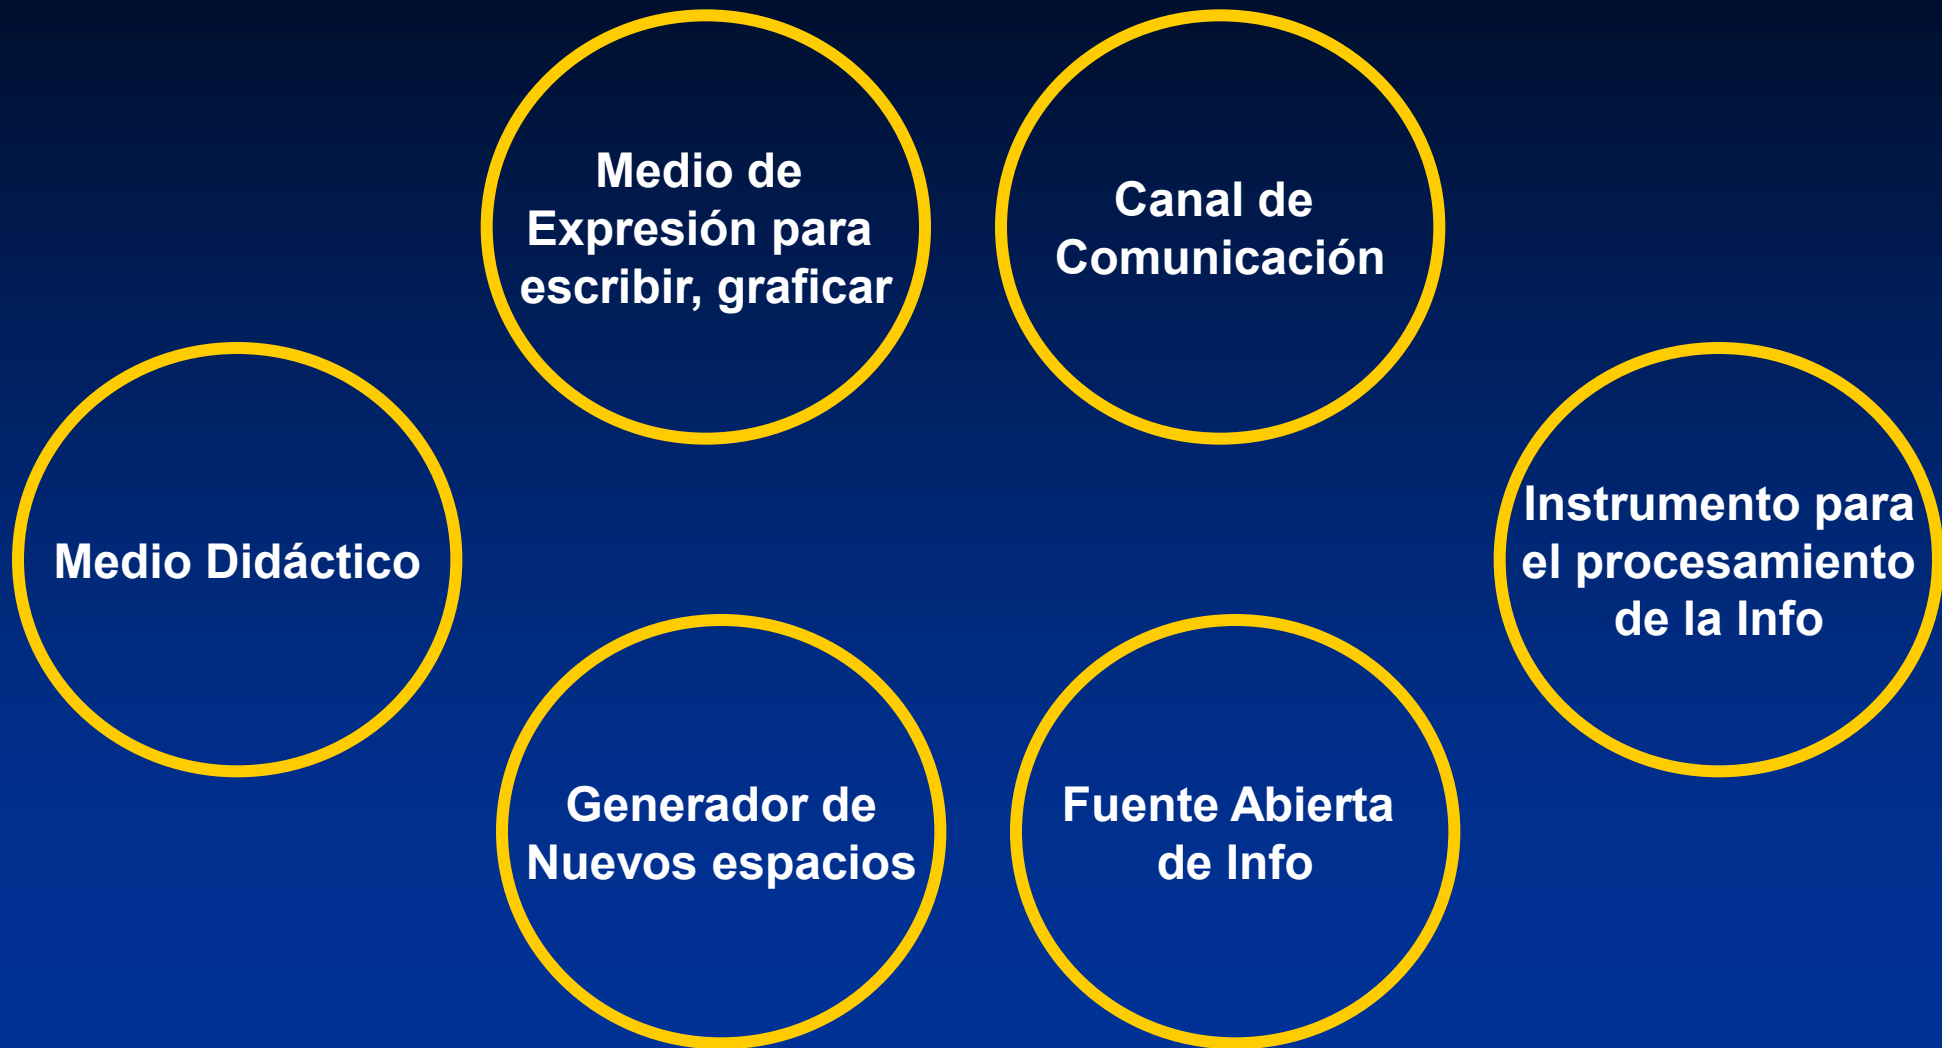 Medio de
Expresión para
escribir, graficar
Canal de
Comunicación
Medio Didáctico
Instrumento para
el procesamiento
de la Info
Generador de
Nuevos espacios
Fuente Abierta
de Info